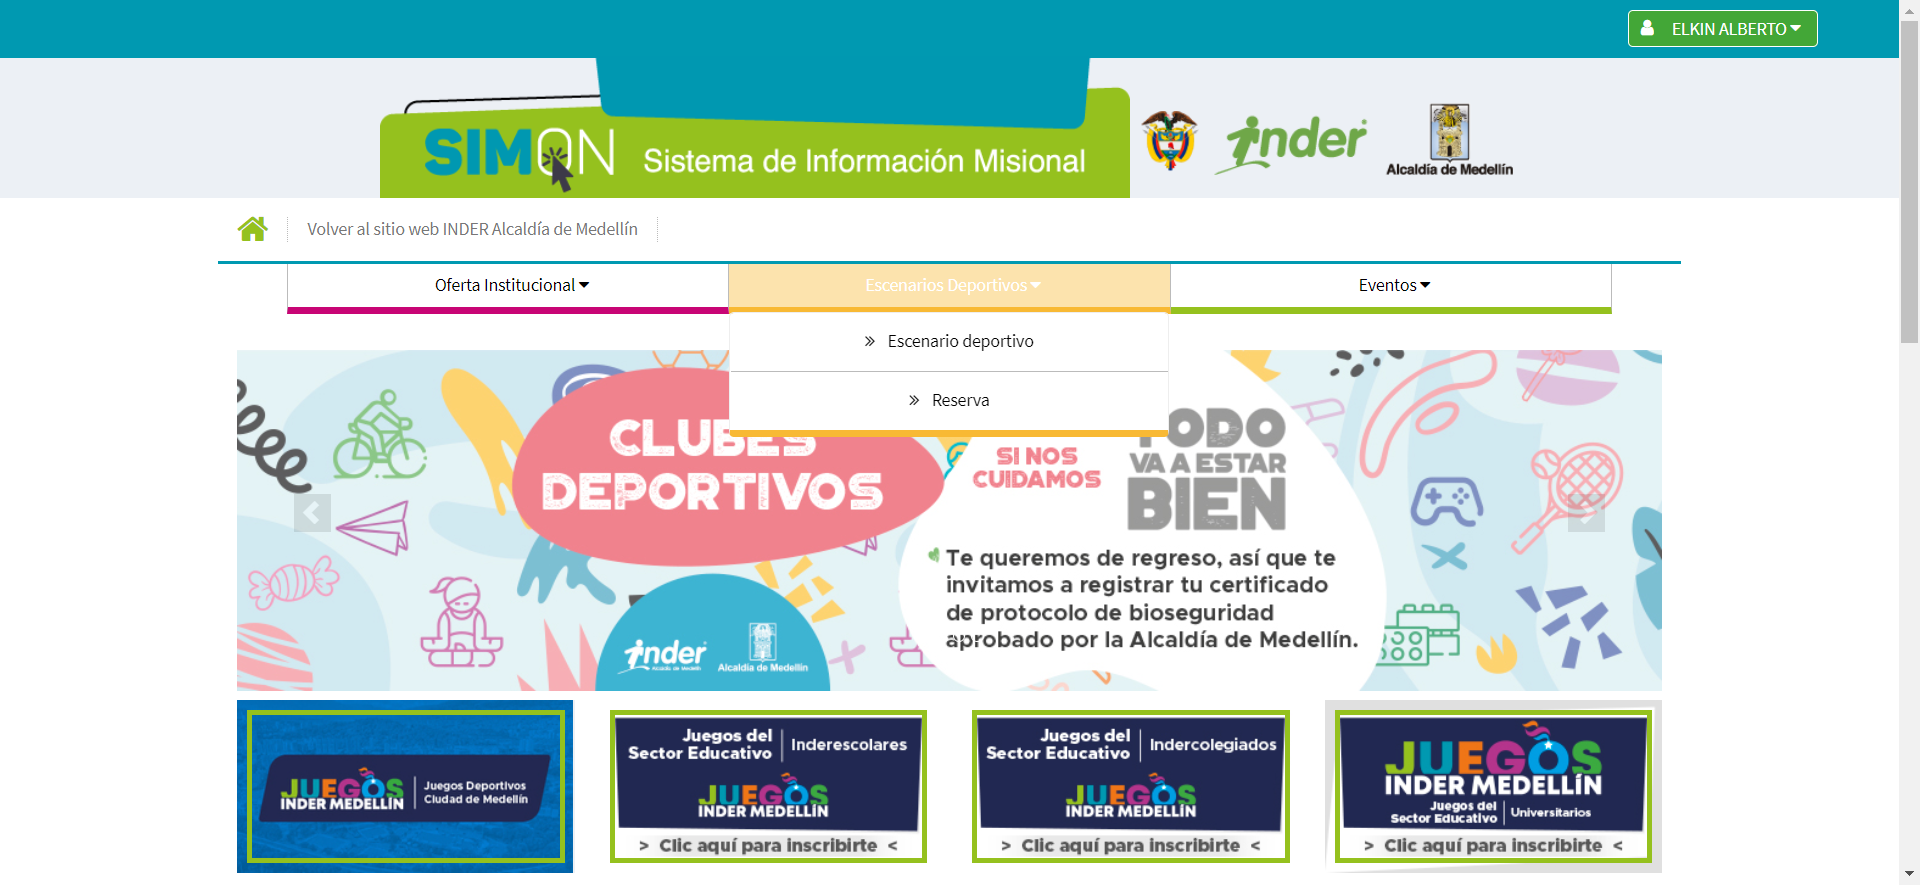 ELKIN ALBERTO
SIMON Sistema de Información Misional
inder
Alcaldía de Medellín
Volver al sitio web INDER Alcaldía de Medellín
Oferta Institucional
Escenarios Deportivos
Eventos
Escenario deportivo
Reserva
CLUBES
DEPORTIVOS
SI NOS
CUIDAMOS
TODO
VA A ESTAR
BIEN
Te queremos de regreso, así que te
invitamos a registrar tu certificado
de protocolo de bioseguridad
aprobado por la Alcaldía de Medellín.
inder
Alcaldía de Medellín
Alcaldía de Medellín
JUEGOS
INDER MEDELLÍN
Juegos Deportivos
Ciudad de Medellín
Juegos del
Sector Educativo
Inderescolares
JUEGOS
INDER MEDELLÍN
> Clic aquí para inscribirte <
Juegos del
Sector Educativo
Indercolegiados
JUEGOS
INDER MEDELLÍN
> Clic aquí para inscribirte <
JUEGOS
INDER MEDELLÍN
Juegos del
Sector Educativo
Universitarios
> Clic aquí para inscribirte <